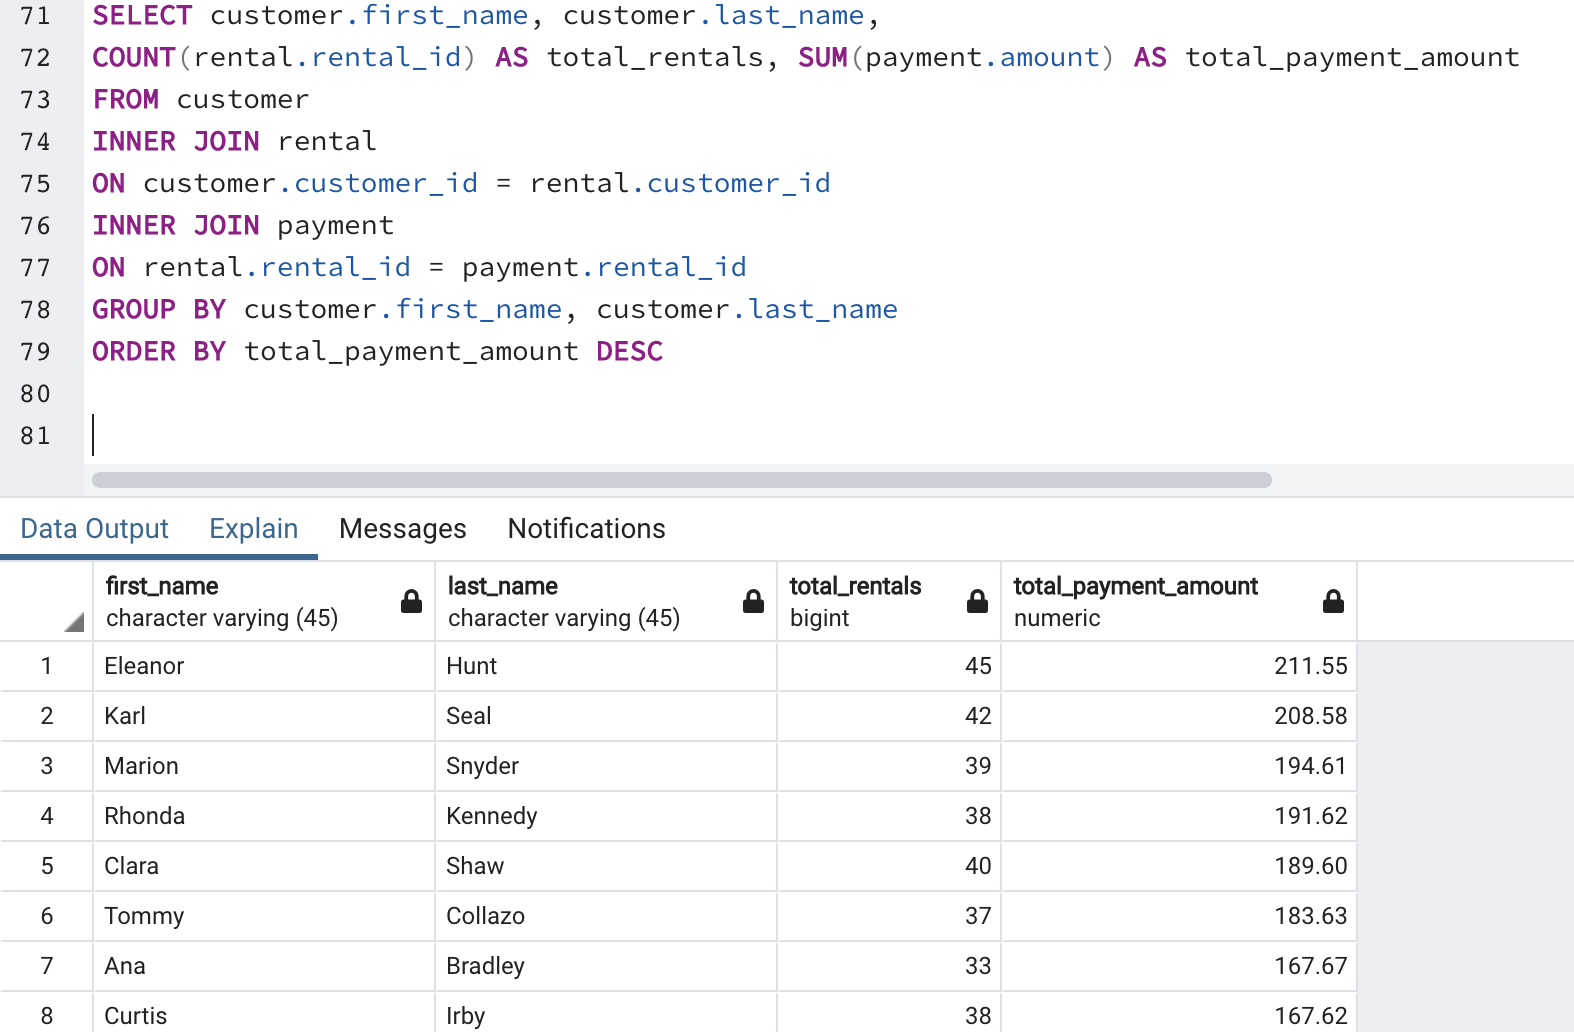 71 SELECT customer.first_name, customer.last_name,
72 COUNT(rental.rental_id) AS total_rentals, SUM(payment.amount) AS total_payment_amount
73 FROM customer
74 INNER JOIN rental
75 ON customer.customer_id = rental.customer_id
76 INNER JOIN payment
77 ON rental.rental_id = payment.rental_id
78 GROUP BY customer.first_name, customer.last_name
79 ORDER BY total_payment_amount DESC
80
81
Data Output Explain Messages Notifications
first_name last_name total_rentals total_payment_amount
character varying (45) character varying (45) bigint numeric
1 Eleanor Hunt 45 211.55
2 Karl Seal 42 208.58
3 Marion Snyder 39 194.61
4 Rhonda Kennedy 38 191.62
5 Clara Shaw 40 189.60
6 Tommy Collazo 37 183.63
7 Ana Bradley 33 167.67
8 Curtis Irby 38 167.62